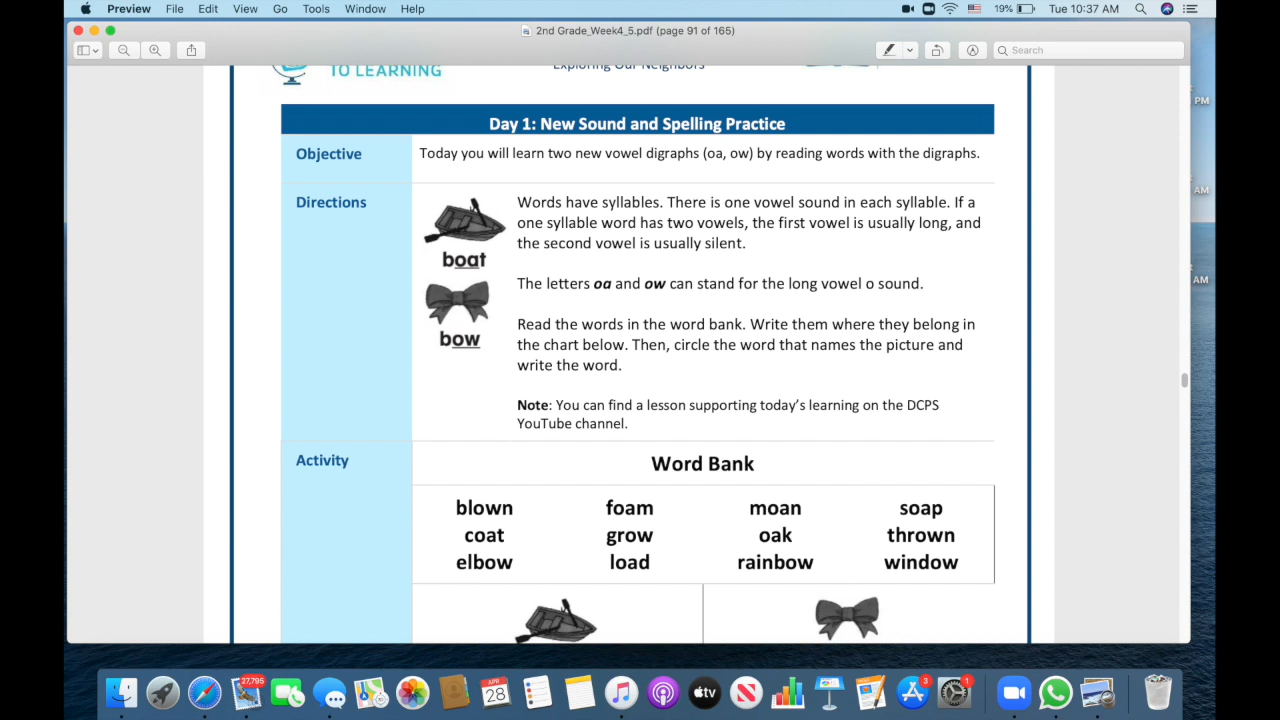 Preview File Edit View Go Tools Window Help 19% Tue 10:37 AM
2nd Grade_Week4_5.pdf (page 91 of 165)
Search
TO LEARNING
Exploring Our Neighbors
PM
Day 1: New Sound and Spelling Practice
Objective
Today you will learn two new vowel digraphs (oa, ow) by reading words with the digraphs.
AM
Directions
Words have syllables. There is one vowel sound in each syllable. If a
one syllable word has two vowels, the first vowel is usually long, and
the second vowel is usually silent.
boat
The letters oa and ow can stand for the long vowel o sound.
AM
Read the words in the word bank. Write them where they belong in
bow
the chart below. Then, circle the word that names the picture and
write the word.
Note: You can find a lesson supporting today's learning on the DCPS
YouTube channel.
Activity
Word Bank
blown foam moan soap
coat grow oak thrown
elbow load rainbow window
27,795
APR
28
tv
3
1